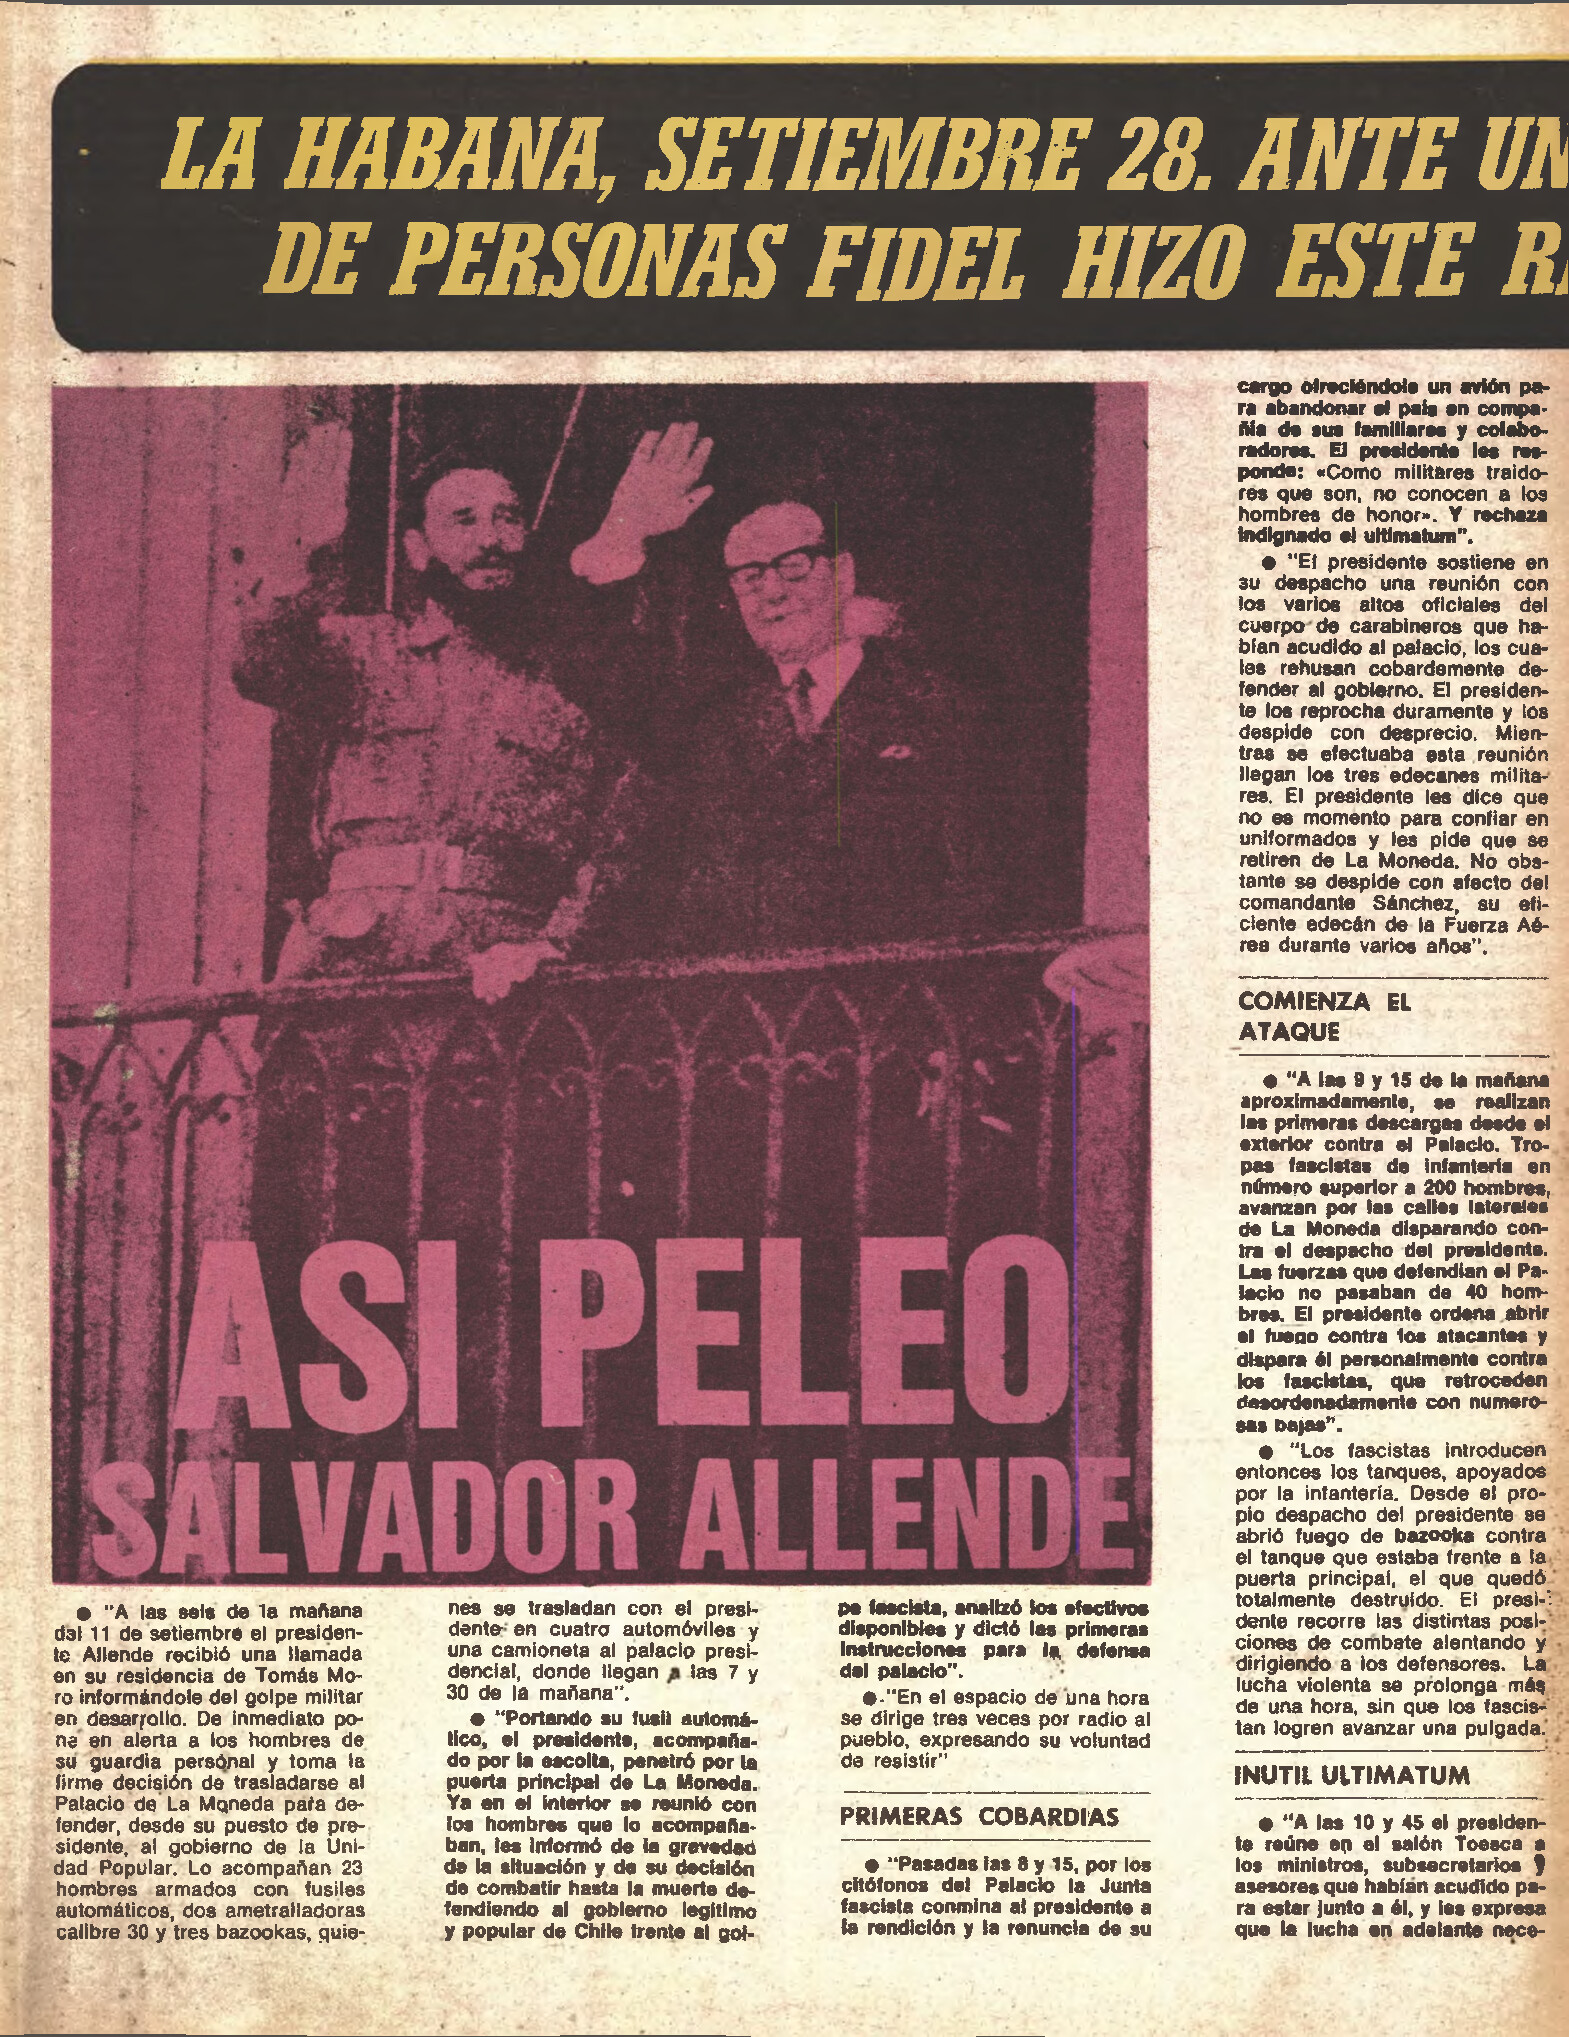 LA HABANA, SETIEMBRE 28. ANTE UN
DE PERSONAS FIDEL HIZO ESTE RA
ASI PELEO
SALVADOR ALLENDE
● "A las seis de la mañana
dal 11 de setiembre el presiden-
te Allende recibió una llamada
en su residencia de Tomás Mo-
ro informándole del golpe militar
en desarrollo. De inmediato po-
ne en alerta a los hombres de
su guardia personal y toma la
firme decisión de trasladarse al
Palacio de La Moneda para de-
fender, desde su puesto de pre-
sidente, al gobierno de la Uni-
dad Popular. Lo acompañan 23
hombres armados con fusiles
automáticos, dos ametralladoras
calibre 30 y tres bazookas, quie-
nes se trasladan con el presi-
dente en cuatro automóviles y
una camioneta al palacio presi-
dencial, donde llegan a las 7 y
30 de la mañana".
● "Portando su fusil automá-
tico, el presidente, acompaña-
do por la escolta, penetró por la
puerta principal de La Moneda.
Ya en el interior se reunió con
los hombres que lo acompaña-
ban, les informó de la gravedad
de la situación y de su decisión
de combatir hasta la muerte de-
fendiendo al gobierno legítimo
y popular de Chile frente al gol-
pe fascista, analizó los efectivos
disponibles y dictó las primeras
instrucciones para la defensa
del palacio".
●."En el espacio de una hora
se dirige tres veces por radio al
pueblo, expresando su voluntad
de resistir"
PRIMERAS COBARDIAS
● "Pasadas las 8 y 15, por los
citófonos del Palacio la Junta
fascista conmina al presidente a
la rendición y la renuncia de su
cargo ofreciéndole un avión pa-
ra abandonar el país en compa-
ñía de sus familiares y colabo-
radores. El presidente les res-
ponde: «Como militares traido-
res que son, no conocen a los
hombres de honor». Y rechaza
indignado el ultimatum".
● "El presidente sostiene en
su despacho una reunión con
los varios altos oficiales del
cuerpo de carabineros que ha-
bían acudido al palacio, los cua-
les rehusan cobardemente de-
fender al gobierno. El presiden-
te los reprocha duramente y los
despide con desprecio. Mien-
tras se efectuaba esta reunión
llegan los tres edecanes milita-
res. El presidente les dice que
no es momento para confiar en
uniformados y les pide que se
retiren de La Moneda. No obs-
tante se despide con afecto del
comandante Sánchez, su efi-
ciente edecán de la Fuerza Aé-
rea durante varios años".
COMIENZA EL
ATAQUE
● "A las 9 y 15 de la mañana
aproximadamente, se realizan
las primeras descargas desde el
exterior contra el Palacio. Tro-
pas fascistas de infantería en
número superior a 200 hombres,
avanzan por las calles laterales
de La Moneda disparando con-
tra el despacho del presidente.
Las fuerzas que defendían el Pa-
lacio no pasaban de 40 hom-
bres. El presidente ordena abrir
el fuego contra los atacantes y
dispara él personalmente contra
los fascistas, que retroceden
desordenadamente con numero-
sas bajas".
● "Los fascistas introducen
entonces los tanques, apoyados
por la infantería. Desde el pro-
pio despacho del presidente se
abrió fuego de bazooka contra
el tanque que estaba frente a la
puerta principal, el que quedó
totalmente destruido. El presi-
dente recorre las distintas posi-
ciones de combate alentando y
dirigiendo a los defensores. La
lucha violenta se prolonga más
de una hora, sin que los fascis-
tan logren avanzar una pulgada.
INUTIL ULTIMATUM
● "A las 10 y 45 el presiden-
te reúne en el salón Toesca a
los ministros, subsecretarios y
asesores que habían acudido pa-
ra estar junto a él, y les expresa
que la lucha en adelante nece-